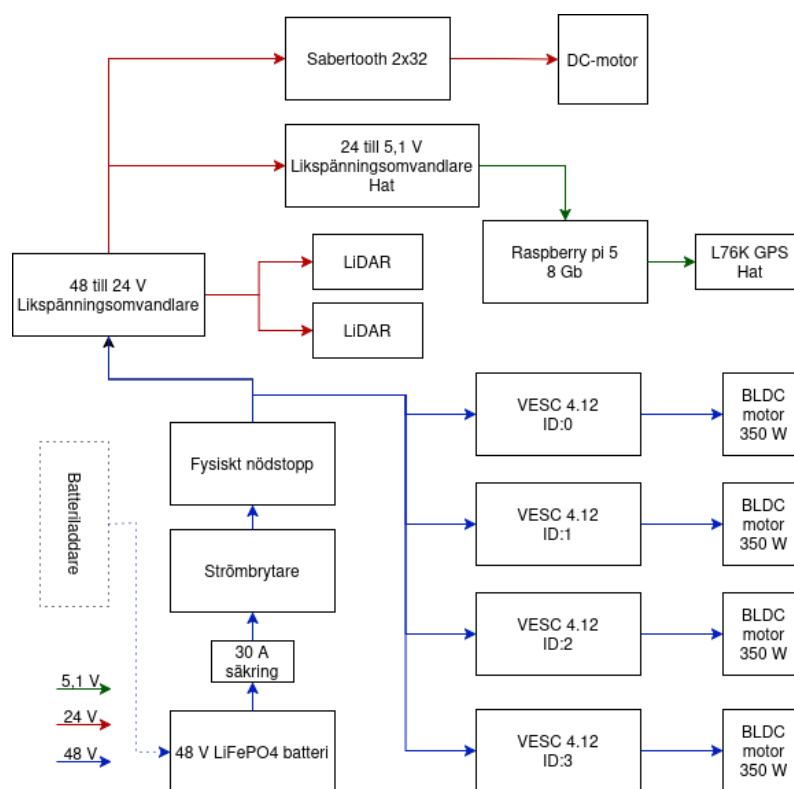 Sabertooth 2x32
DC-motor
24 till 5,1 V
Likspänningsomvandlare
Hat
Raspberry pi 5
8 Gb
L76K GPS
Hat
48 till 24 V
Likspänningsomvandlare
LiDAR
LiDAR
VESC 4.12
ID:0
BLDC
motor
350 W
Fysiskt nödstopp
Batteriladdare
VESC 4.12
ID:1
BLDC
motor
350 W
Strömbrytare
VESC 4.12
ID:2
BLDC
motor
350 W
30 A
säkring
5,1 V
24 V
48 V
48 V LiFePO4 batteri
VESC 4.12
ID:3
BLDC
motor
350 W